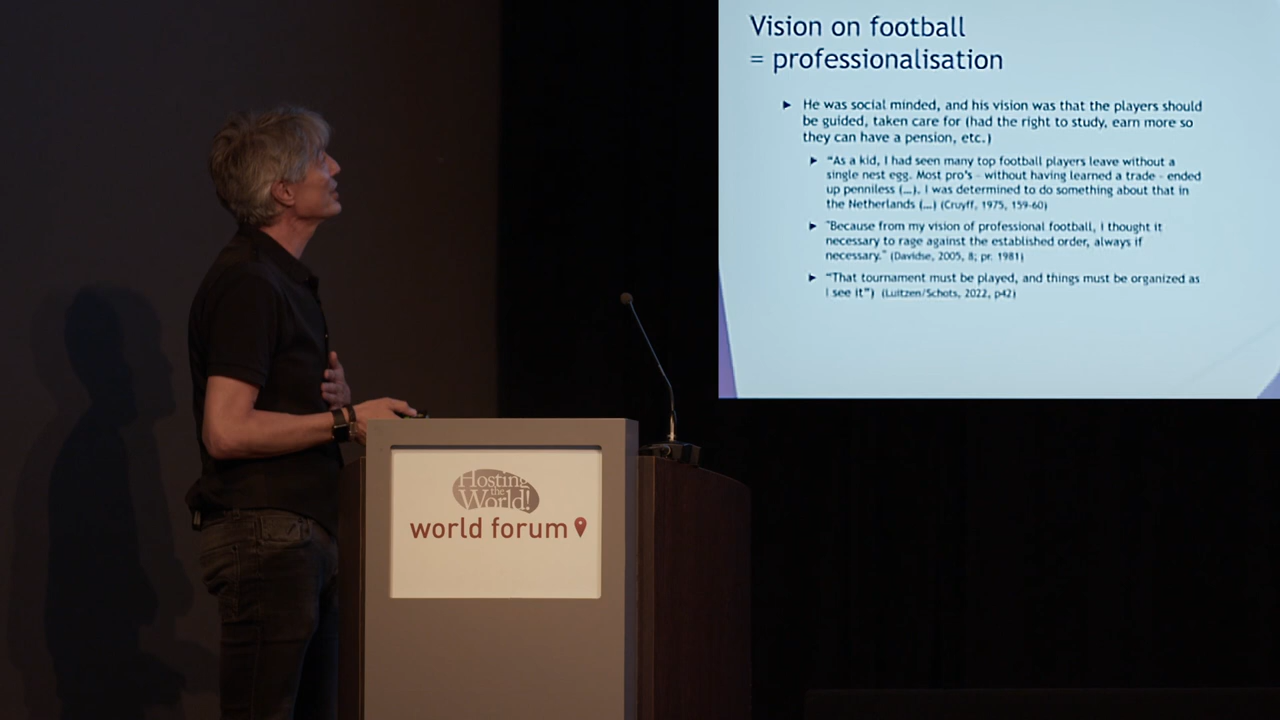 Vision on football
= professionalisation
► He was social minded, and his vision was that the players should
be guided, taken care for (had the right to study, earn more so
they can have a pension, etc.)
► "As a kid, I had seen many top football players leave without a
single nest egg. Most pro's - without having learned a trade - ended
up penniless (...). I was determined to do something about that in
the Netherlands (...) (Cruyff, 1975, 159-60)
► "Because from my vision of professional football, I thought it
necessary to rage against the established order, always if
necessary." (Davidse, 2005, 8; pr. 1981)
► "That tournament must be played, and things must be organized as
I see it") (Luitzen/Schots, 2022, p42)
Hosting
the
World!
world forum